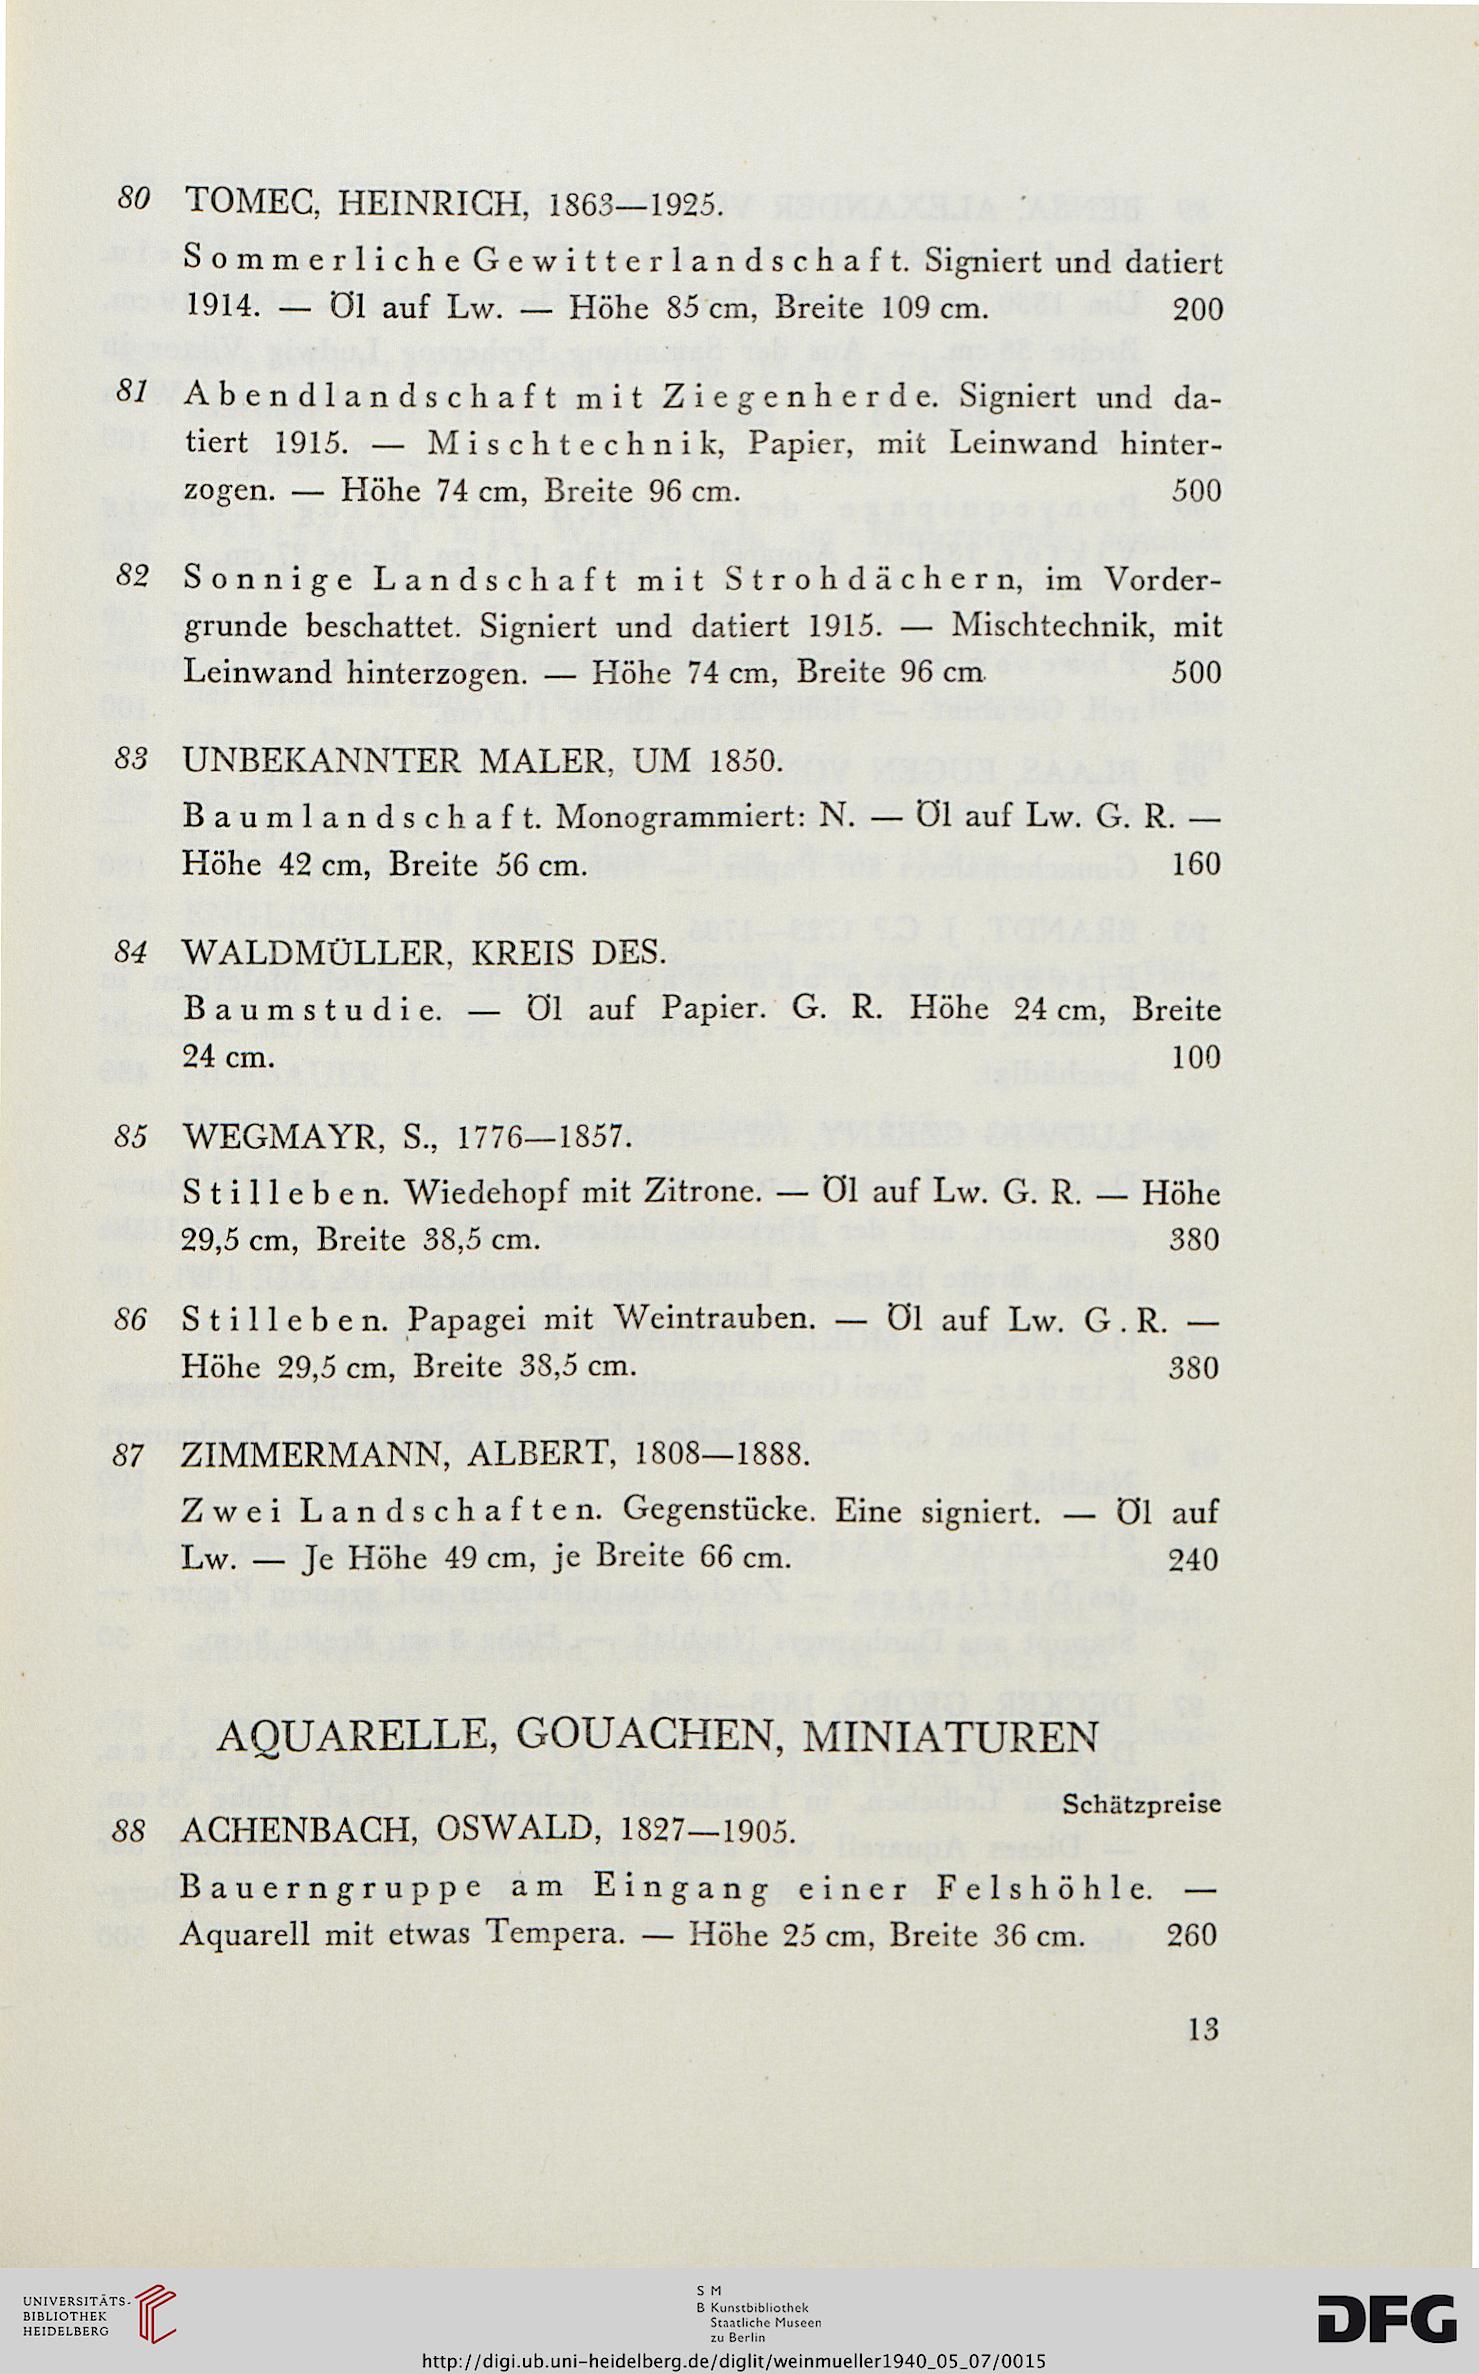 80 TOMEC, HEINRICH, 1863—1925.
Sommerliche Gewitterlandschaft. Signiert und datiert
1914. — Öl auf Lw. — Höhe 85 cm, Breite 109 cm. 200
81 Abendlandschaft mit Ziegenherde. Signiert und da-
tiert 1915. — Mischtechnik, Papier, mit Leinwand hinter-
zogen. — Höhe 74 cm, Breite 96 cm. 500
82 Sonnige Landschaft mit Strohdächern, im Vorder-
grunde beschattet. Signiert und datiert 1915. — Mischtechnik, mit
Leinwand hinterzogen. — Höhe 74 cm, Breite 96 cm. 500
83 UNBEKANNTER MALER, UM 1850.
Baumlandschaft. Monogrammiert: N. — Öl auf Lw. G. R. —
Höhe 42 cm, Breite 56 cm. 160
84 WALDMÜLLER, KREIS DES.
Baumstudie. — Öl auf Papier. G. R. Höhe 24 cm, Breite
24 cm. 100
85 WEGMAYR, S., 1776—1857.
Stilleben. Wiedehopf mit Zitrone. — Öl auf Lw. G. R. — Höhe
29,5 cm, Breite 38,5 cm. 380
86 Stilleben. Papagei mit Weintrauben. — Öl auf Lw. G. R. —
Höhe 29,5 cm, Breite 38,5 cm. 380
87 ZIMMERMANN, ALBERT, 1808—1888.
Zwei Landschaften. Gegenstücke. Eine signiert. — Öl auf
Lw. — Je Höhe 49 cm, je Breite 66 cm. 240
AQUARELLE, GOUACHEN, MINIATUREN
Schätzpreise
88 ACHENBACH, OSWALD, 1827—1905.
Bauerngruppe am Eingang einer Felshöhle. —
Aquarell mit etwas Tempera. — Höhe 25 cm, Breite 36 cm. 260
13
UNIVERSITÄTS-
BIBLIOTHEK
HEIDELBERG
S M
B Kunstbibliothek
Staatliche Museen
zu Berlin
DFG
http://digi.ub.uni-heidelberg.de/diglit/weinmueller1940_05_07/0015